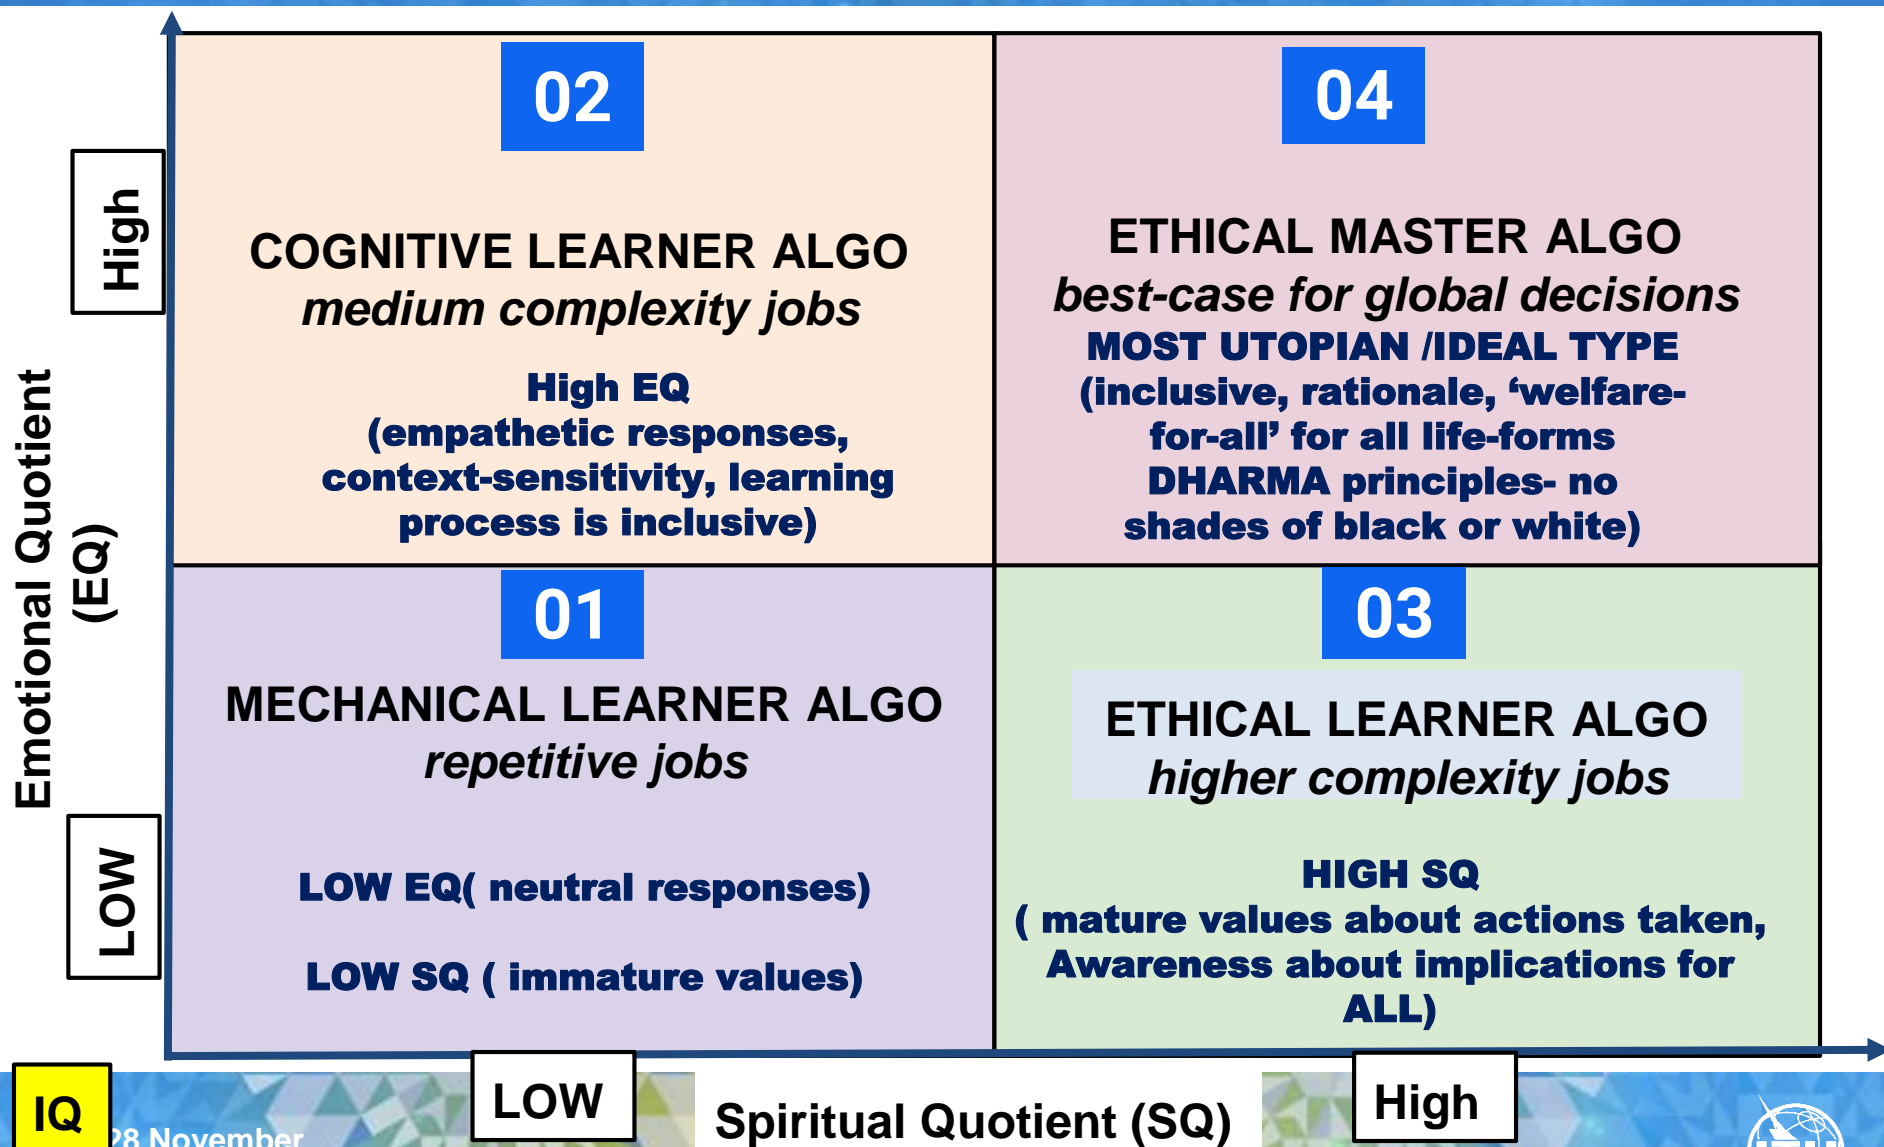 02
COGNITIVE LEARNER ALGO
medium complexity jobs
High EQ
(empathetic responses,
context-sensitivity, learning
process is inclusive)
04
ETHICAL MASTER ALGO
best-case for global decisions
MOST UTOPIAN /IDEAL TYPE
(inclusive, rationale, ‘welfare-
for-all’ for all life-forms
DHARMA principles- no
shades of black or white)
High
Emotional Quotient
(EQ)
LOW
01
MECHANICAL LEARNER ALGO
repetitive jobs
LOW EQ( neutral responses)
LOW SQ ( immature values)
03
ETHICAL LEARNER ALGO
higher complexity jobs
HIGH SQ
( mature values about actions taken,
Awareness about implications for
ALL)
IQ
28 November
LOW
Spiritual Quotient (SQ)
High